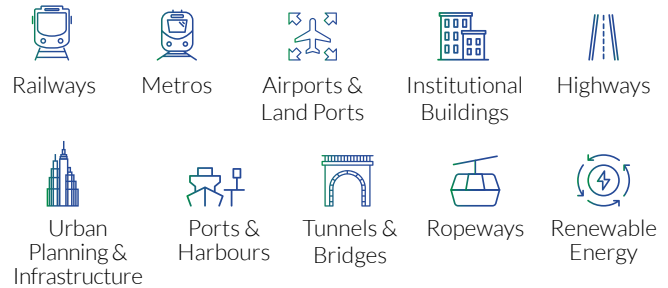 Railways
Metros
Airports &
Land Ports
Institutional
Buildings
Highways
Urban
Planning &
Infrastructure
Ports &
Harbours
Tunnels &
Bridges
Ropeways
Renewable
Energy